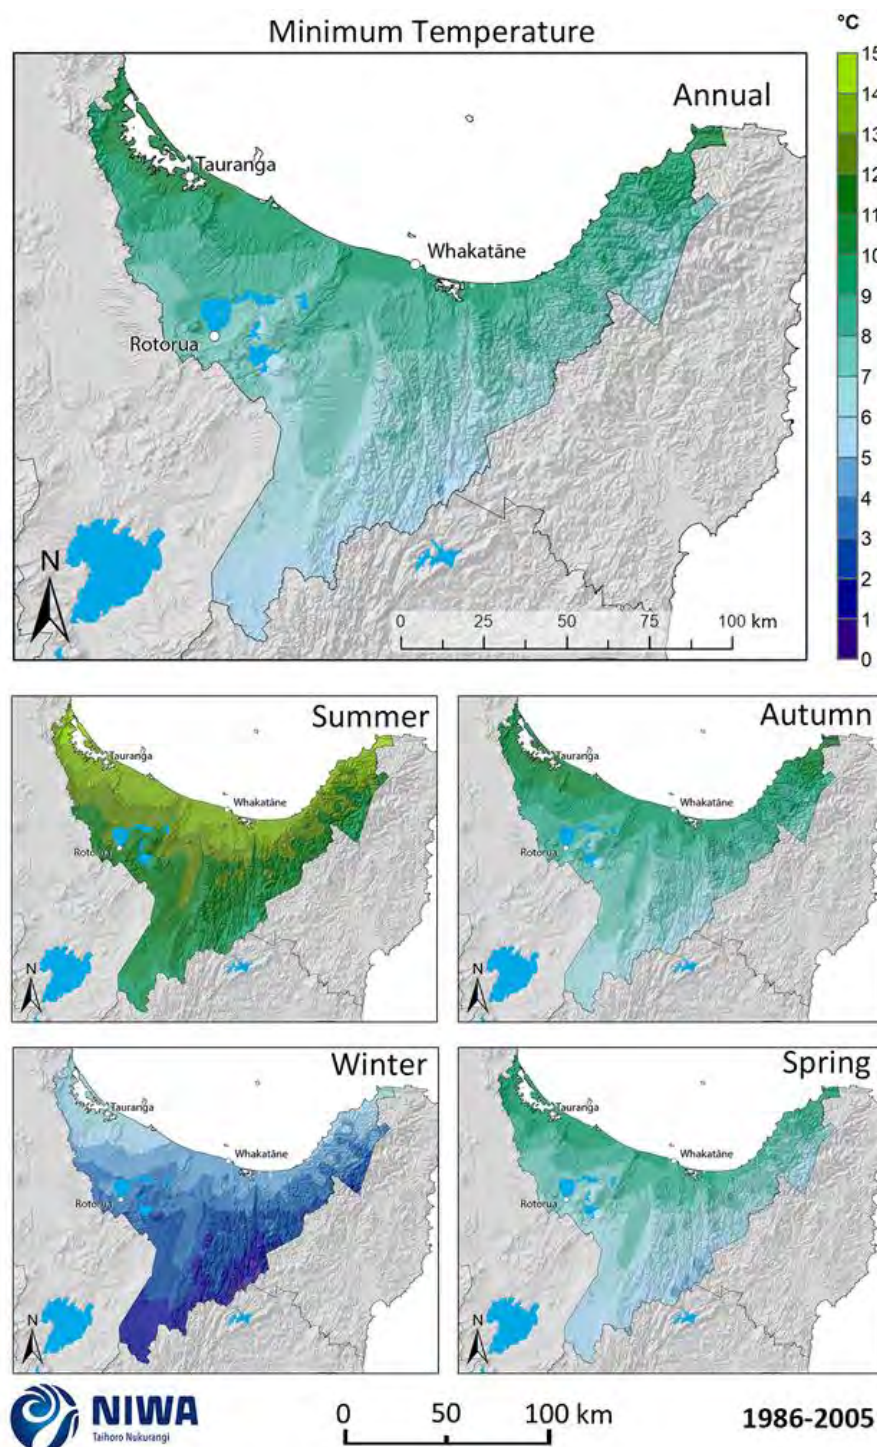 Minimum Temperature
°C
Annual
Tauranga
Whakatāne
Rotorua
N
0 25 50 75 100 km
15
14
13
12
11
10
9
8
7
6
5
4
3
2
1
0
Summer
Tauranga
Whakatāne
Rotorua
N
Autumn
Tauranga
Whakatāne
Rotorua
N
Winter
Tauranga
Whakatāne
Rotorua
N
Spring
Tauranga
Whakatāne
Rotorua
N
NIWA
Taihoro Nukurangi
0 50 100 km
1986-2005